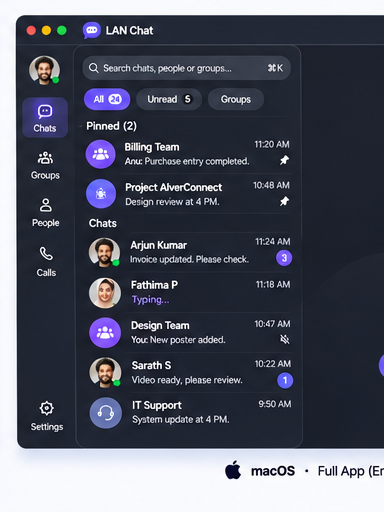 LAN Chat
Search chats, people or groups... ⌘K
All 24 Unread 5 Groups
Chats
Groups
People
Calls
Settings
Pinned (2)
Billing Team 11:20 AM
Anu: Purchase entry completed.
Project AlverConnect 10:48 AM
Design review at 4 PM.
Chats
Arjun Kumar 11:24 AM
Invoice updated. Please check. 3
Fathima P 11:18 AM
Typing...
Design Team 10:47 AM
You: New poster added.
Sarath S 10:22 AM
Video ready, please review. 1
IT Support 9:50 AM
System update at 4 PM.
macOS • Full App (Er